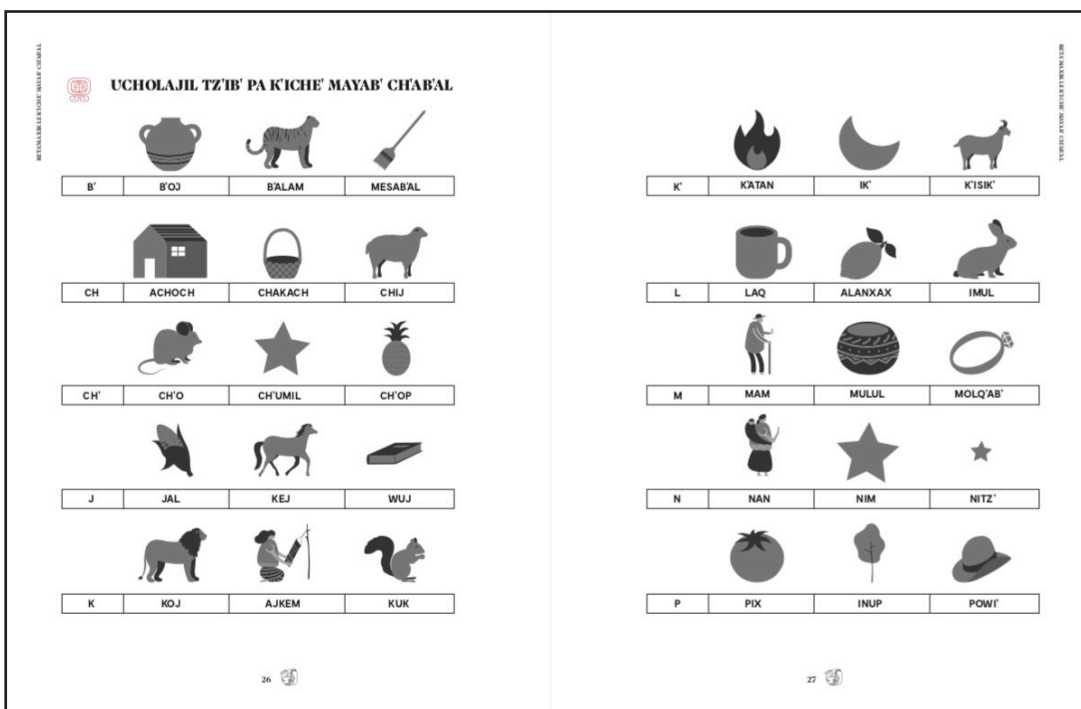 UCHOLAJIL TZ'IB' PA K'ICHE' MAYAB' CH'AB'AL
B' B'OJ B'ALAM MESAB'AL
CH ACHOCH CHAKACH CHIJ
CH' CH'O CH'UMIL CH'OP
J JAL KEJ WUJ
K KOJ AJKEM KUK
26
K' K'ATAN IK' K'ISIK'
L LAQ ALANXAX IMUL
M MAM MULUL MOLQ'AB'
N NAN NIM NITZ'
P PIX INUP POWI'
27